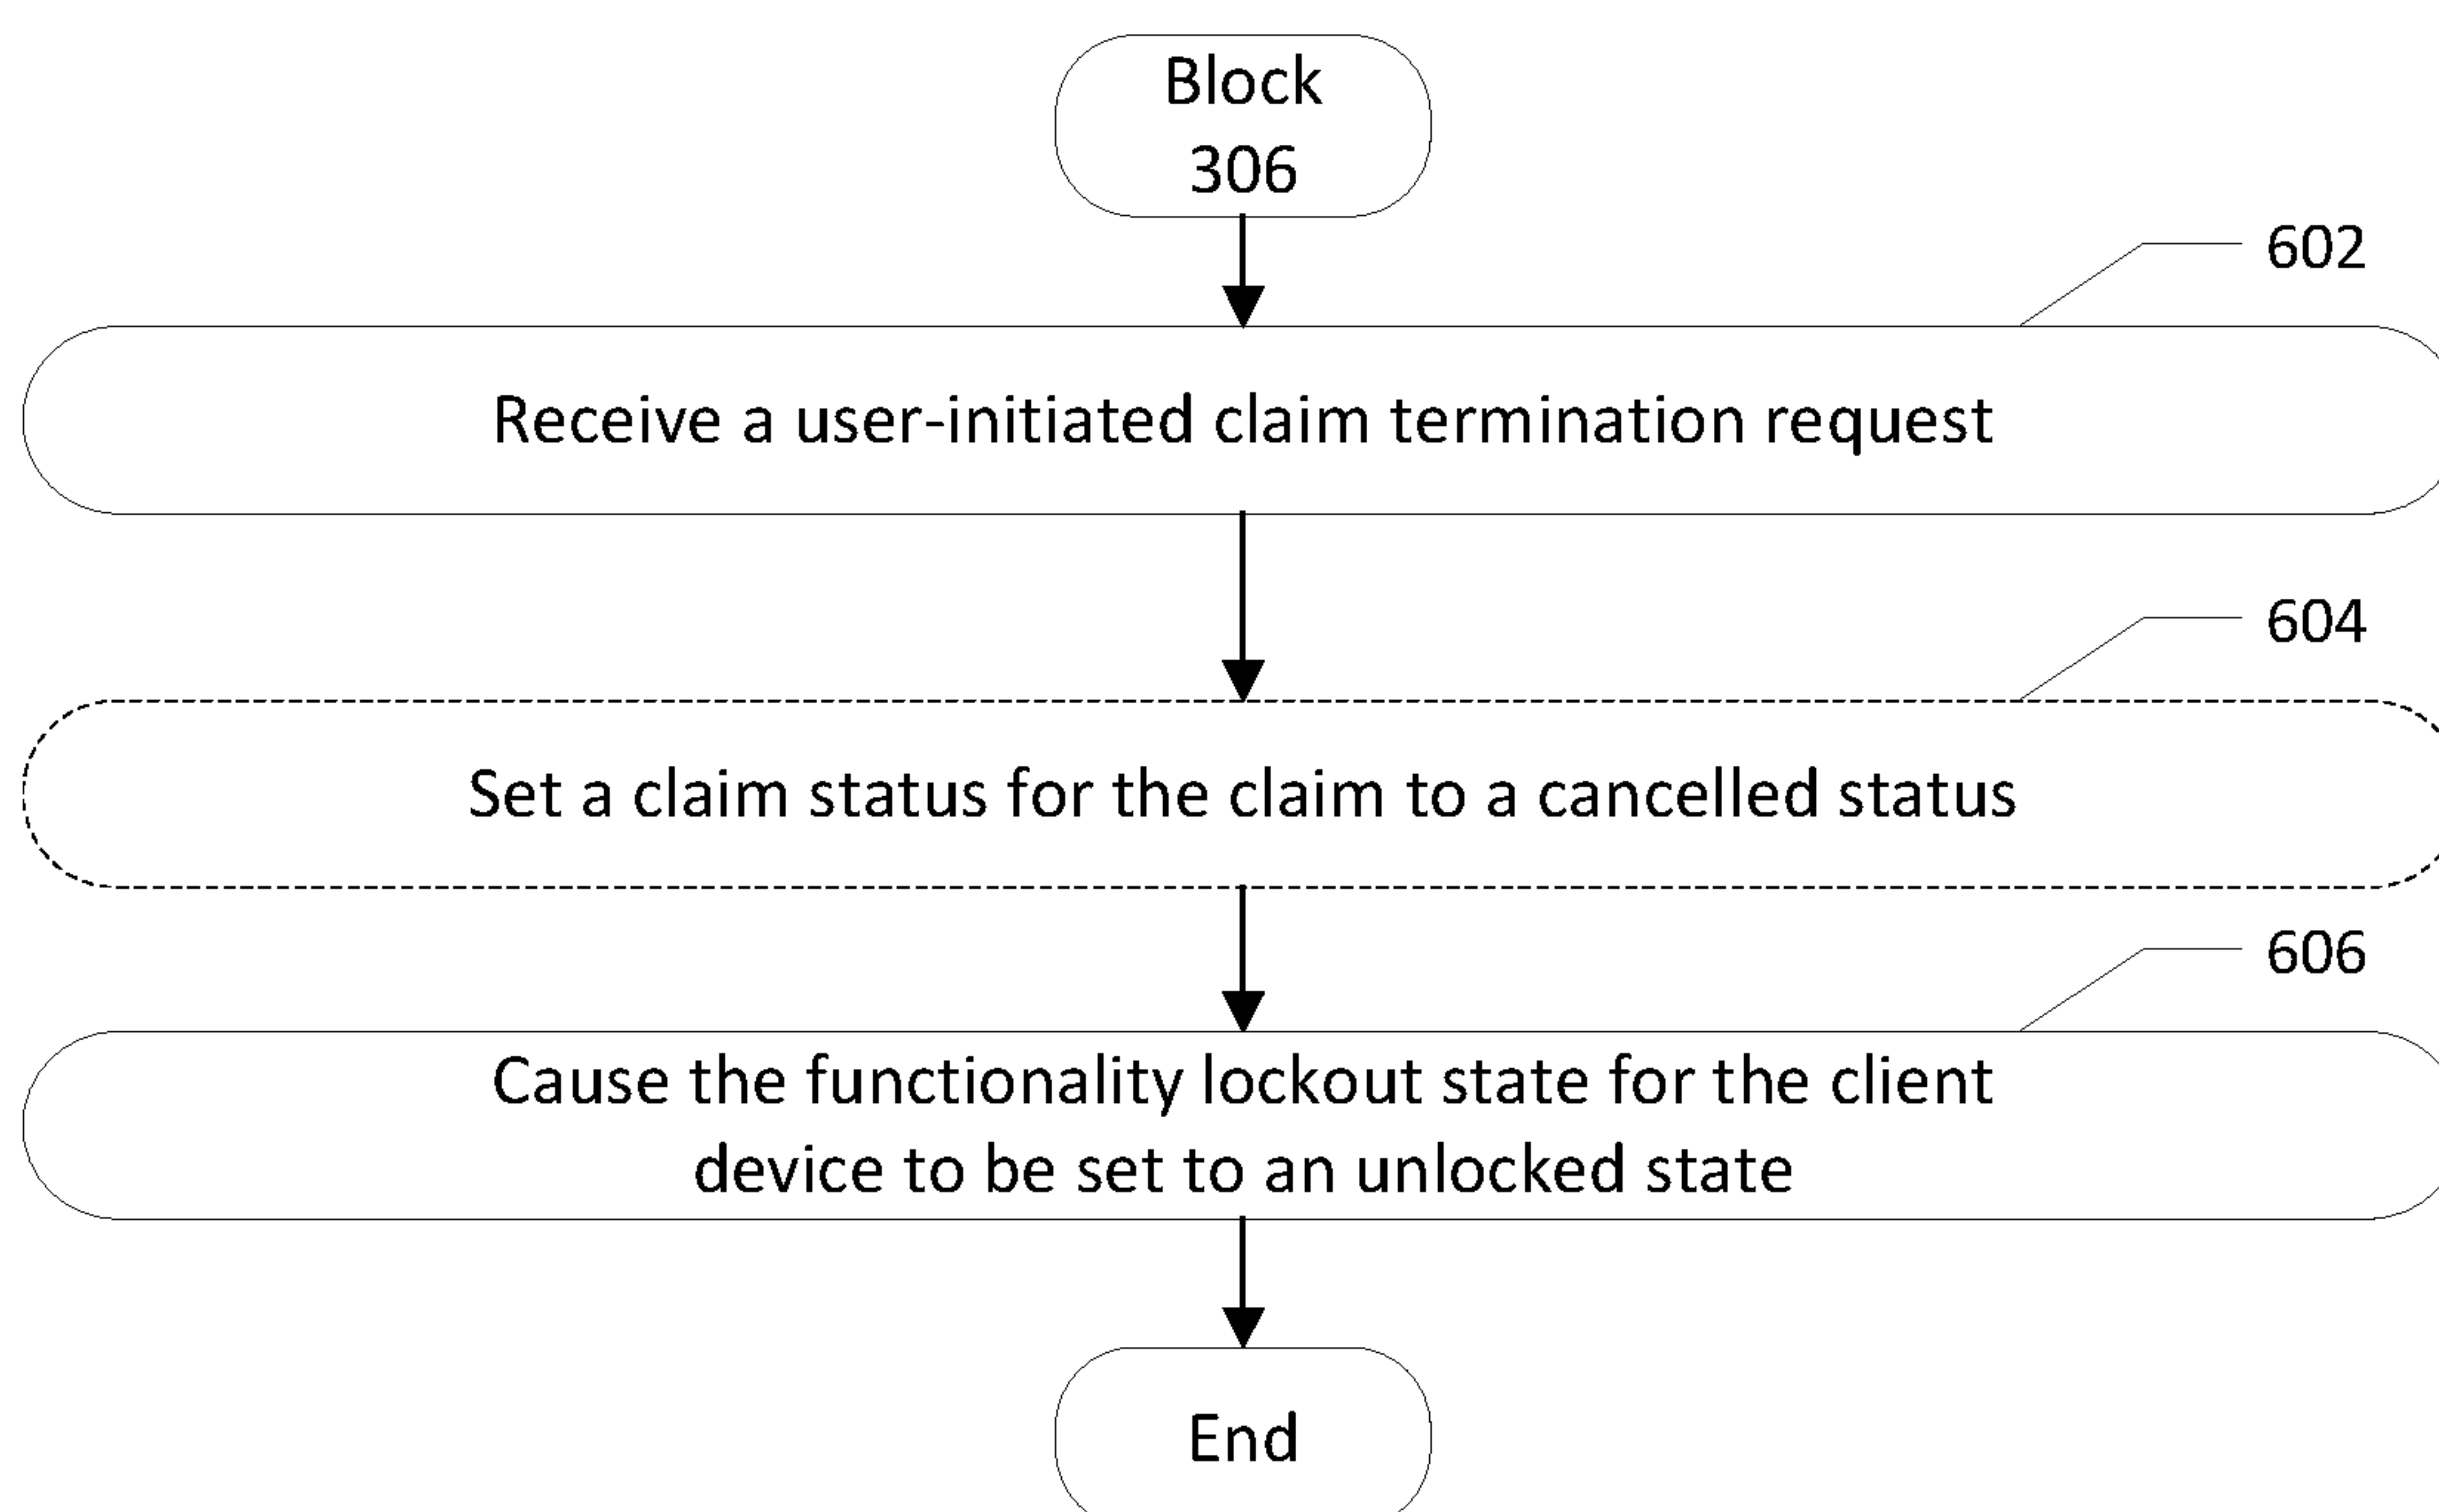 Block
306
602
Receive a user-initiated claim termination request
604
Set a claim status for the claim to a cancelled status
606
Cause the functionality lockout state for the client
device to be set to an unlocked state
End